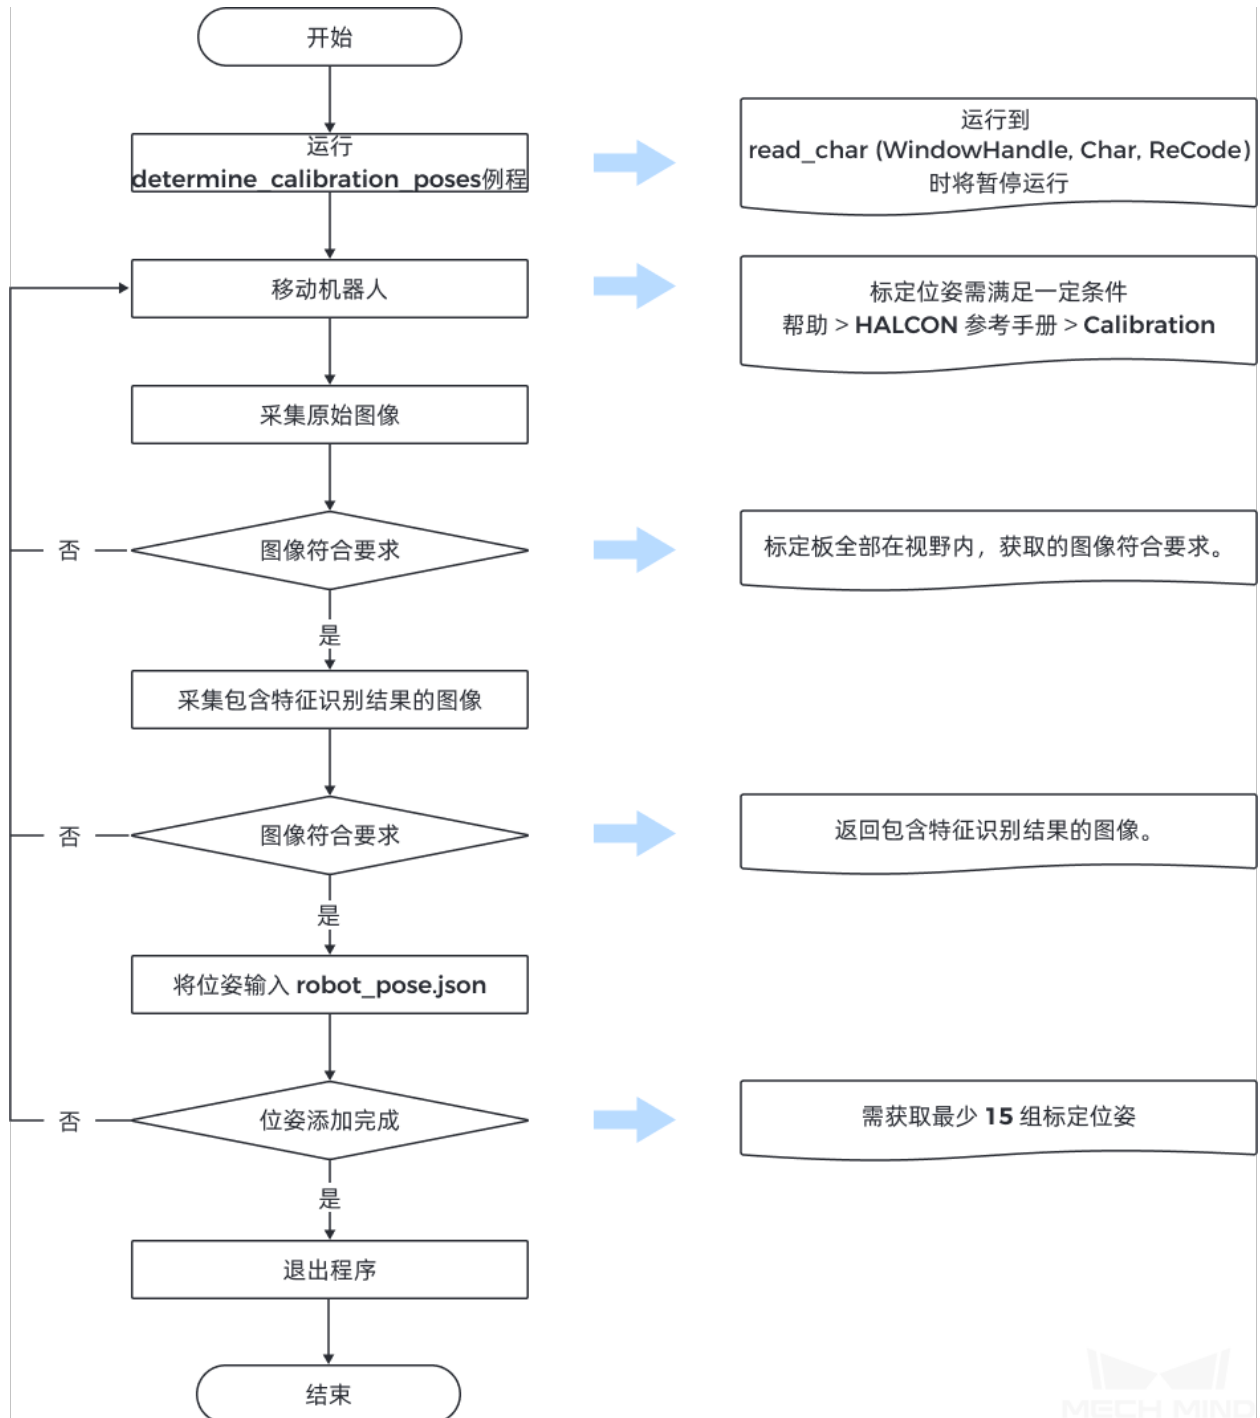 开始
运行
determine_calibration_poses例程
运行到
read_char (WindowHandle, Char, ReCode)
时将暂停运行
移动机器人
标定位姿需满足一定条件
帮助 > HALCON 参考手册 > Calibration
采集原始图像
否
图像符合要求
标定板全部在视野内，获取的图像符合要求。
是
采集包含特征识别结果的图像
否
图像符合要求
返回包含特征识别结果的图像。
是
将位姿输入 robot_pose.json
否
位姿添加完成
需获取最少 15 组标定位姿
是
退出程序
结束
MECH MIND